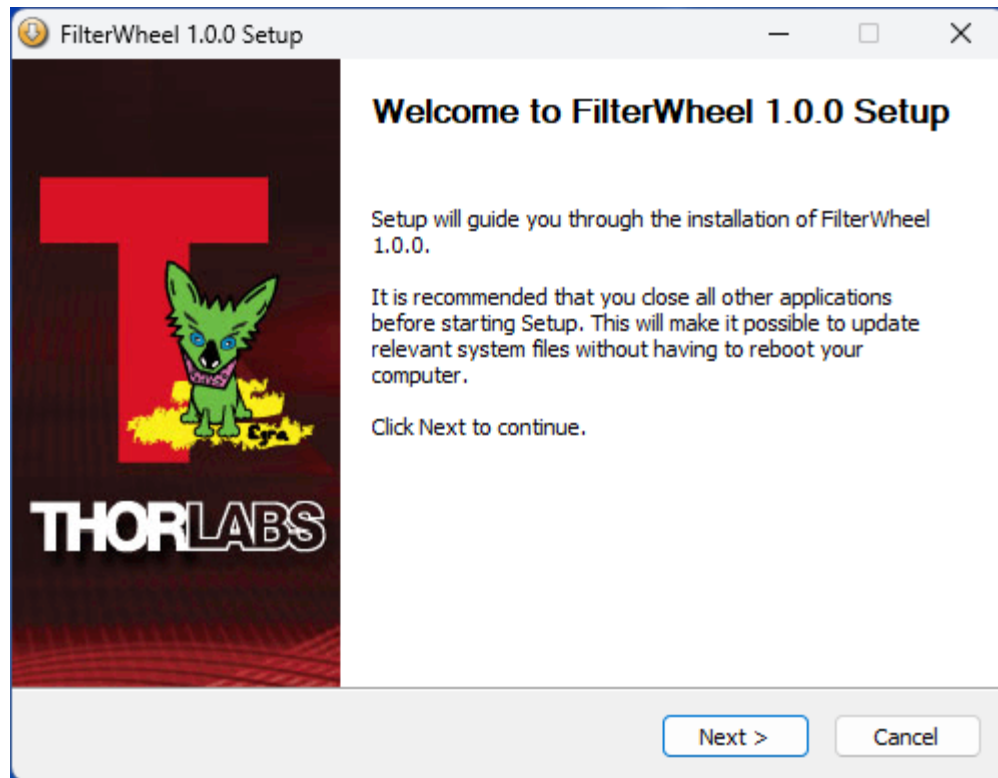 FilterWheel 1.0.0 Setup
Welcome to FilterWheel 1.0.0 Setup
Setup will guide you through the installation of FilterWheel
1.0.0.
It is recommended that you close all other applications
before starting Setup. This will make it possible to update
relevant system files without having to reboot your
computer.
Click Next to continue.
THORLABS
Next >
Cancel